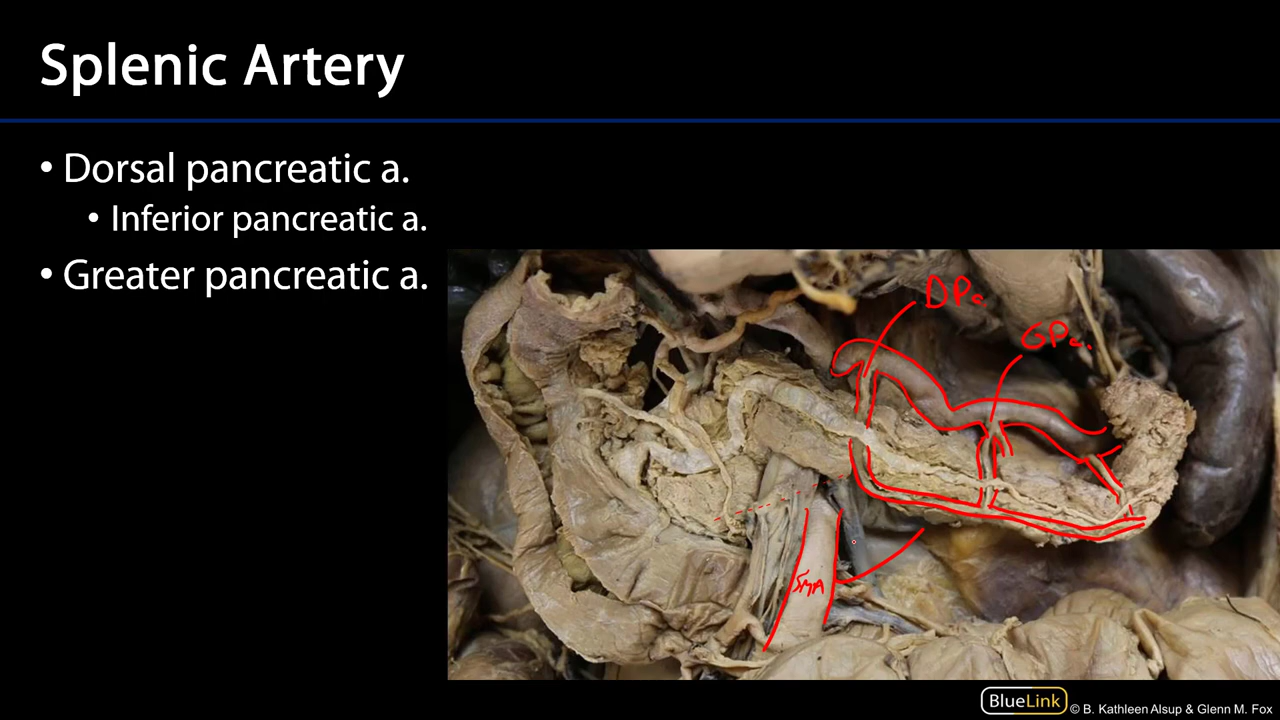 Splenic Artery
• Dorsal pancreatic a.
• Inferior pancreatic a.
• Greater pancreatic a.
DPa
GPa.
SMA
BlueLink © B. Kathleen Alsup & Glenn M. Fox